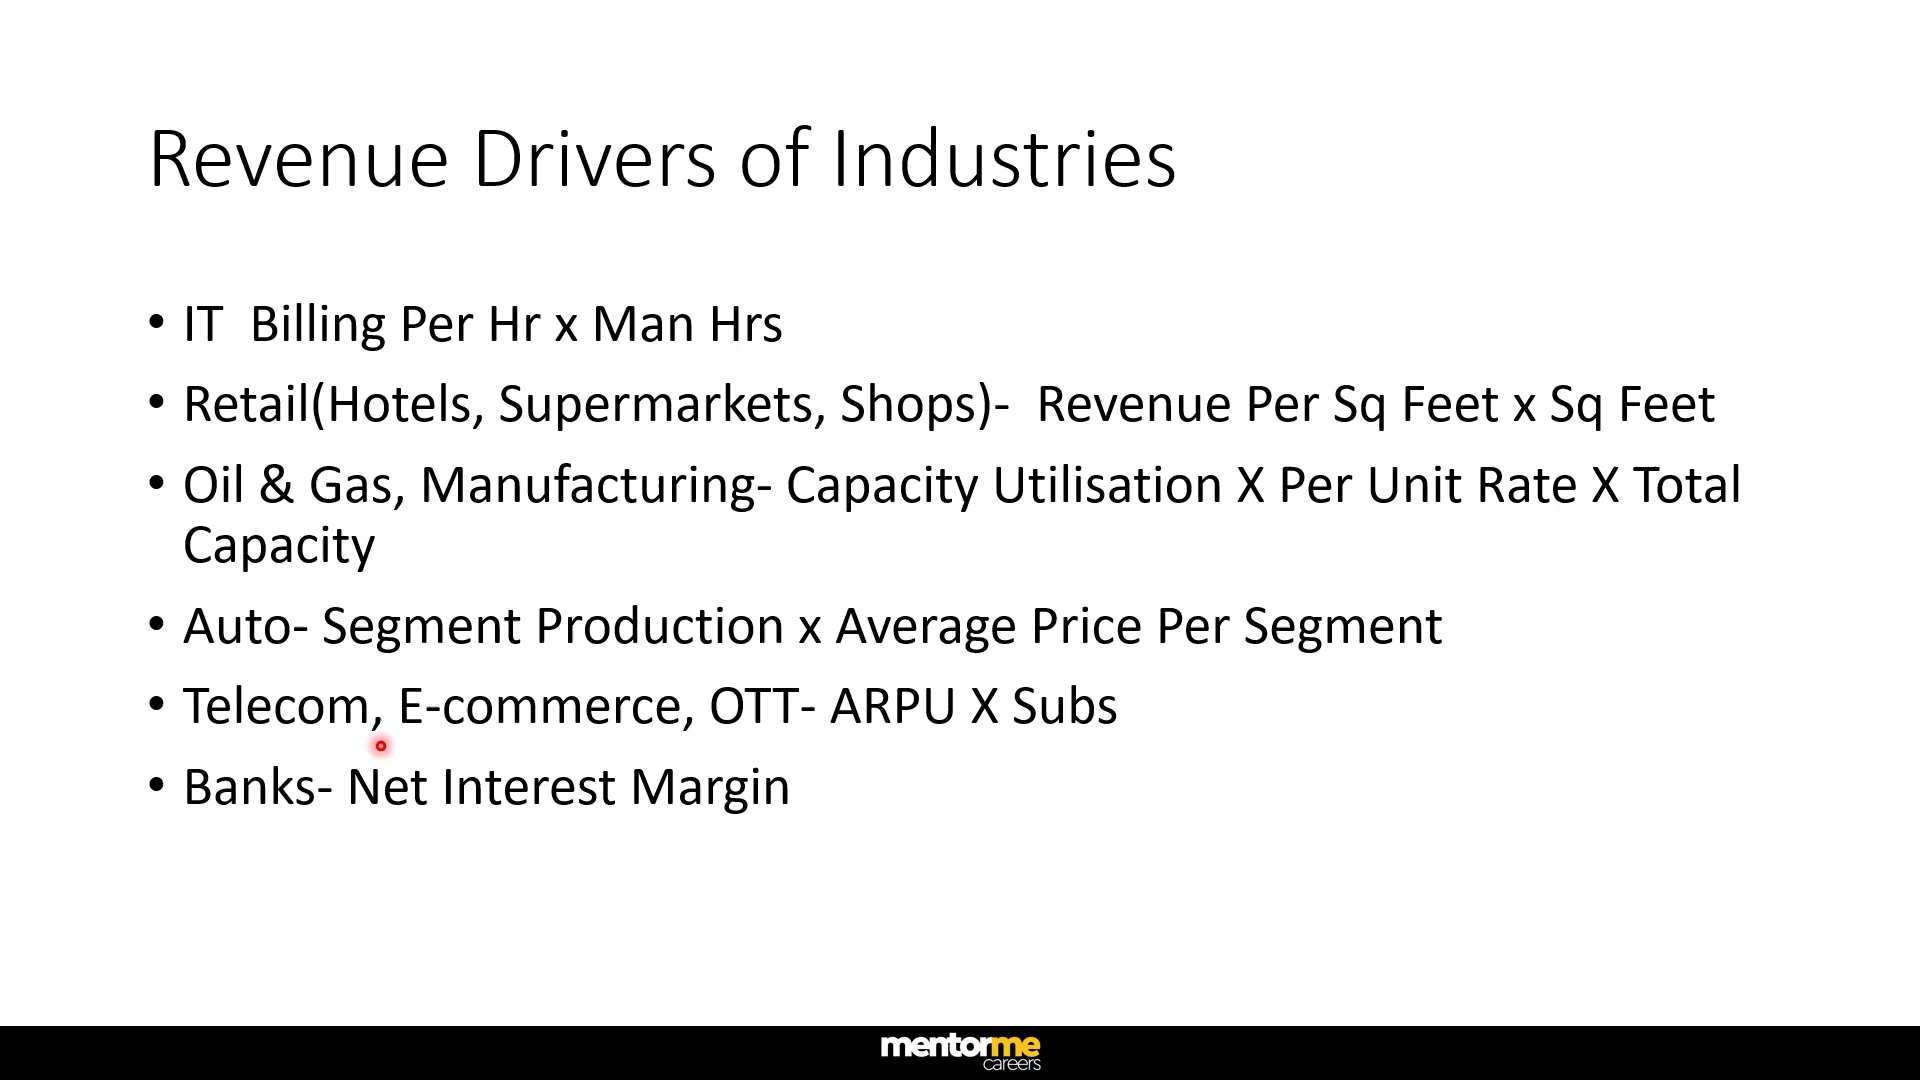 Revenue Drivers of Industries
• IT  Billing Per Hr x Man Hrs
• Retail(Hotels, Supermarkets, Shops)-  Revenue Per Sq Feet x Sq Feet
• Oil & Gas, Manufacturing- Capacity Utilisation X Per Unit Rate X Total
Capacity
• Auto- Segment Production x Average Price Per Segment
• Telecom, E-commerce, OTT- ARPU X Subs
• Banks- Net Interest Margin
mentorme
careers